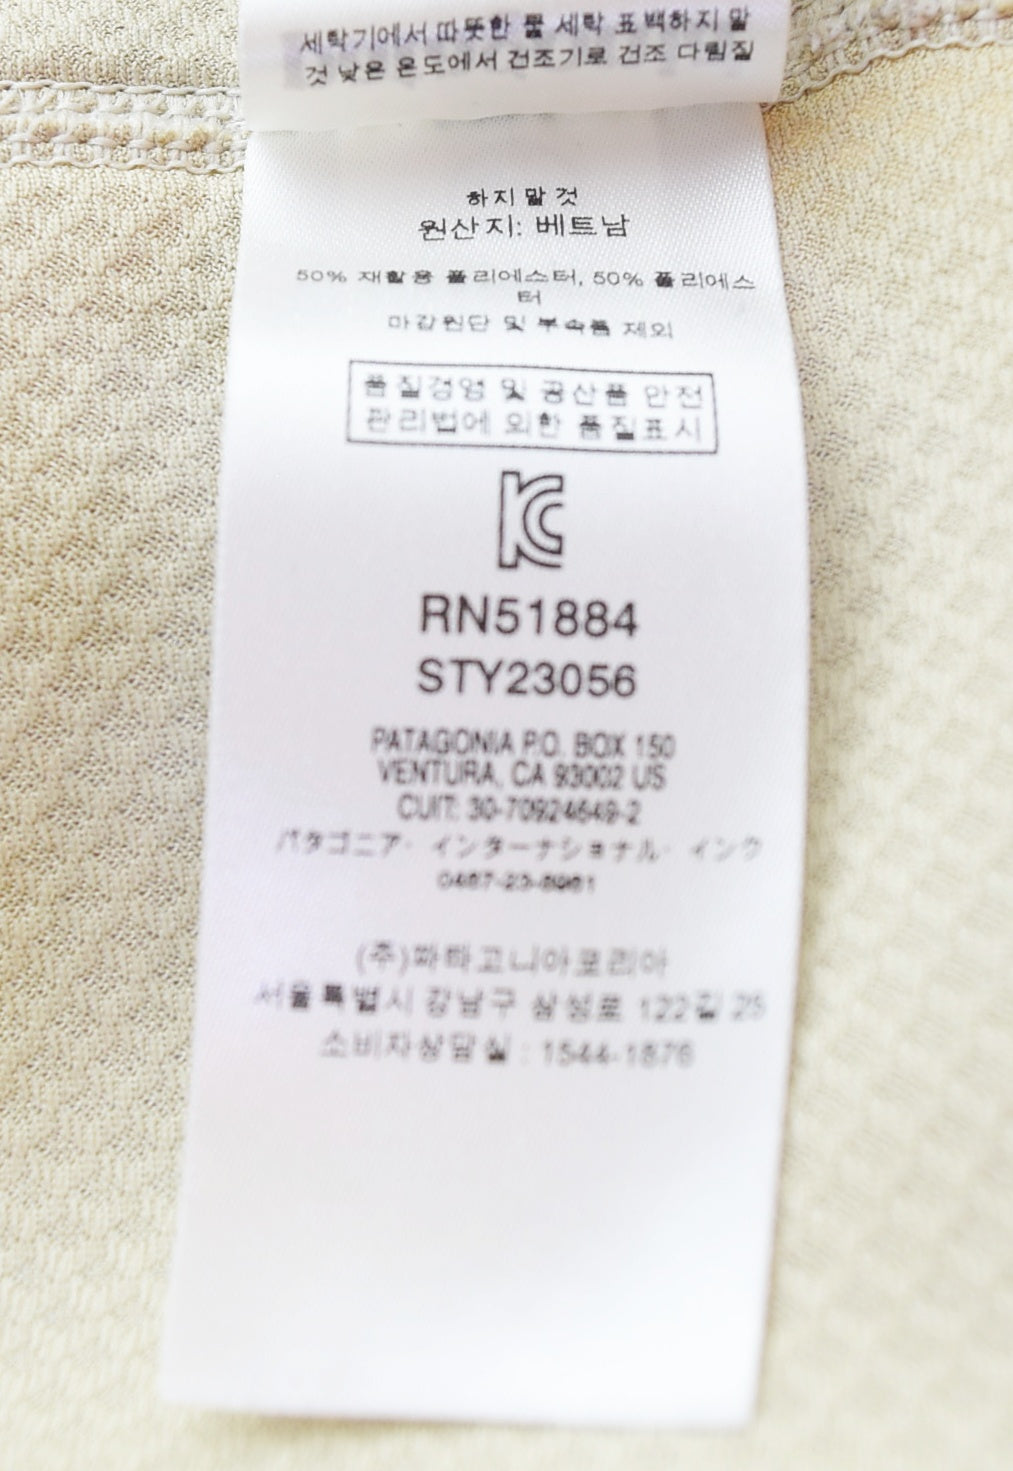 세탁기에서 따뜻한 물 세탁 표백하지 말
것 낮은 온도에서 건조기로 건조 다림질
하지 말 것
원산지: 베트남
50% 재활용 폴리에스터, 50% 폴리에스
터
마감원단 및 부속품 제외
품질경영 및 공산품 안전
관리법에 의한 품질표시
RN51884
STY23056
PATAGONIA P.O. BOX 150
VENTURA, CA 93002 US
CUIT: 30-70924649-2
パタゴニア・インターナショナル・インク
0467-23-8961
(주)파타고니아코리아
서울특별시 강남구 삼성로 122길 25
소비자상담실 : 1544-1876